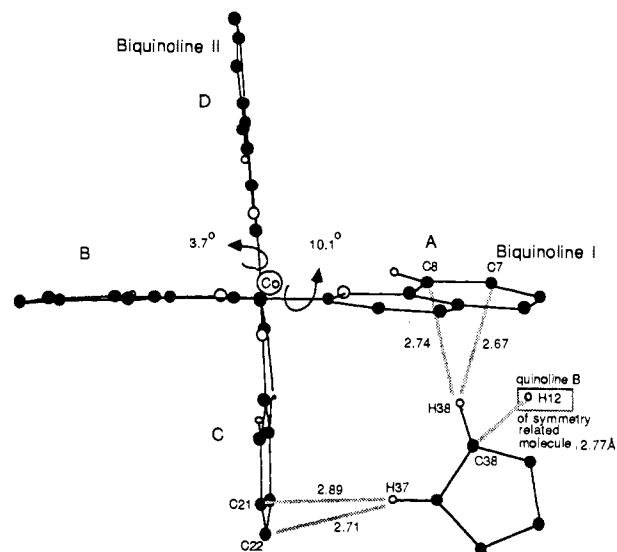 Biquinoline II
D
3.7°
10.1°
B
A
Co
Biquinoline I
C8
C7
2.74
2.67
quinoline B
H12
of symmetry
related
molecule, 2.77Å
H38
C38
C
2.89
H37
C21
2.71
C22